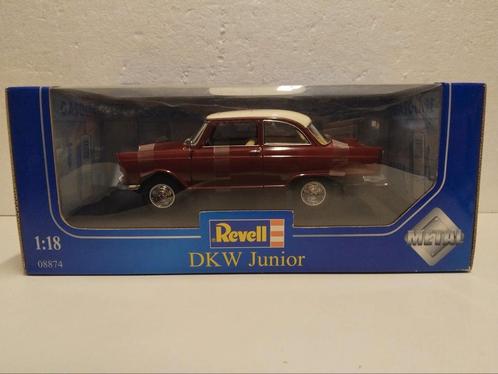 1:18
08874
Revell
DKW Junior
METAL